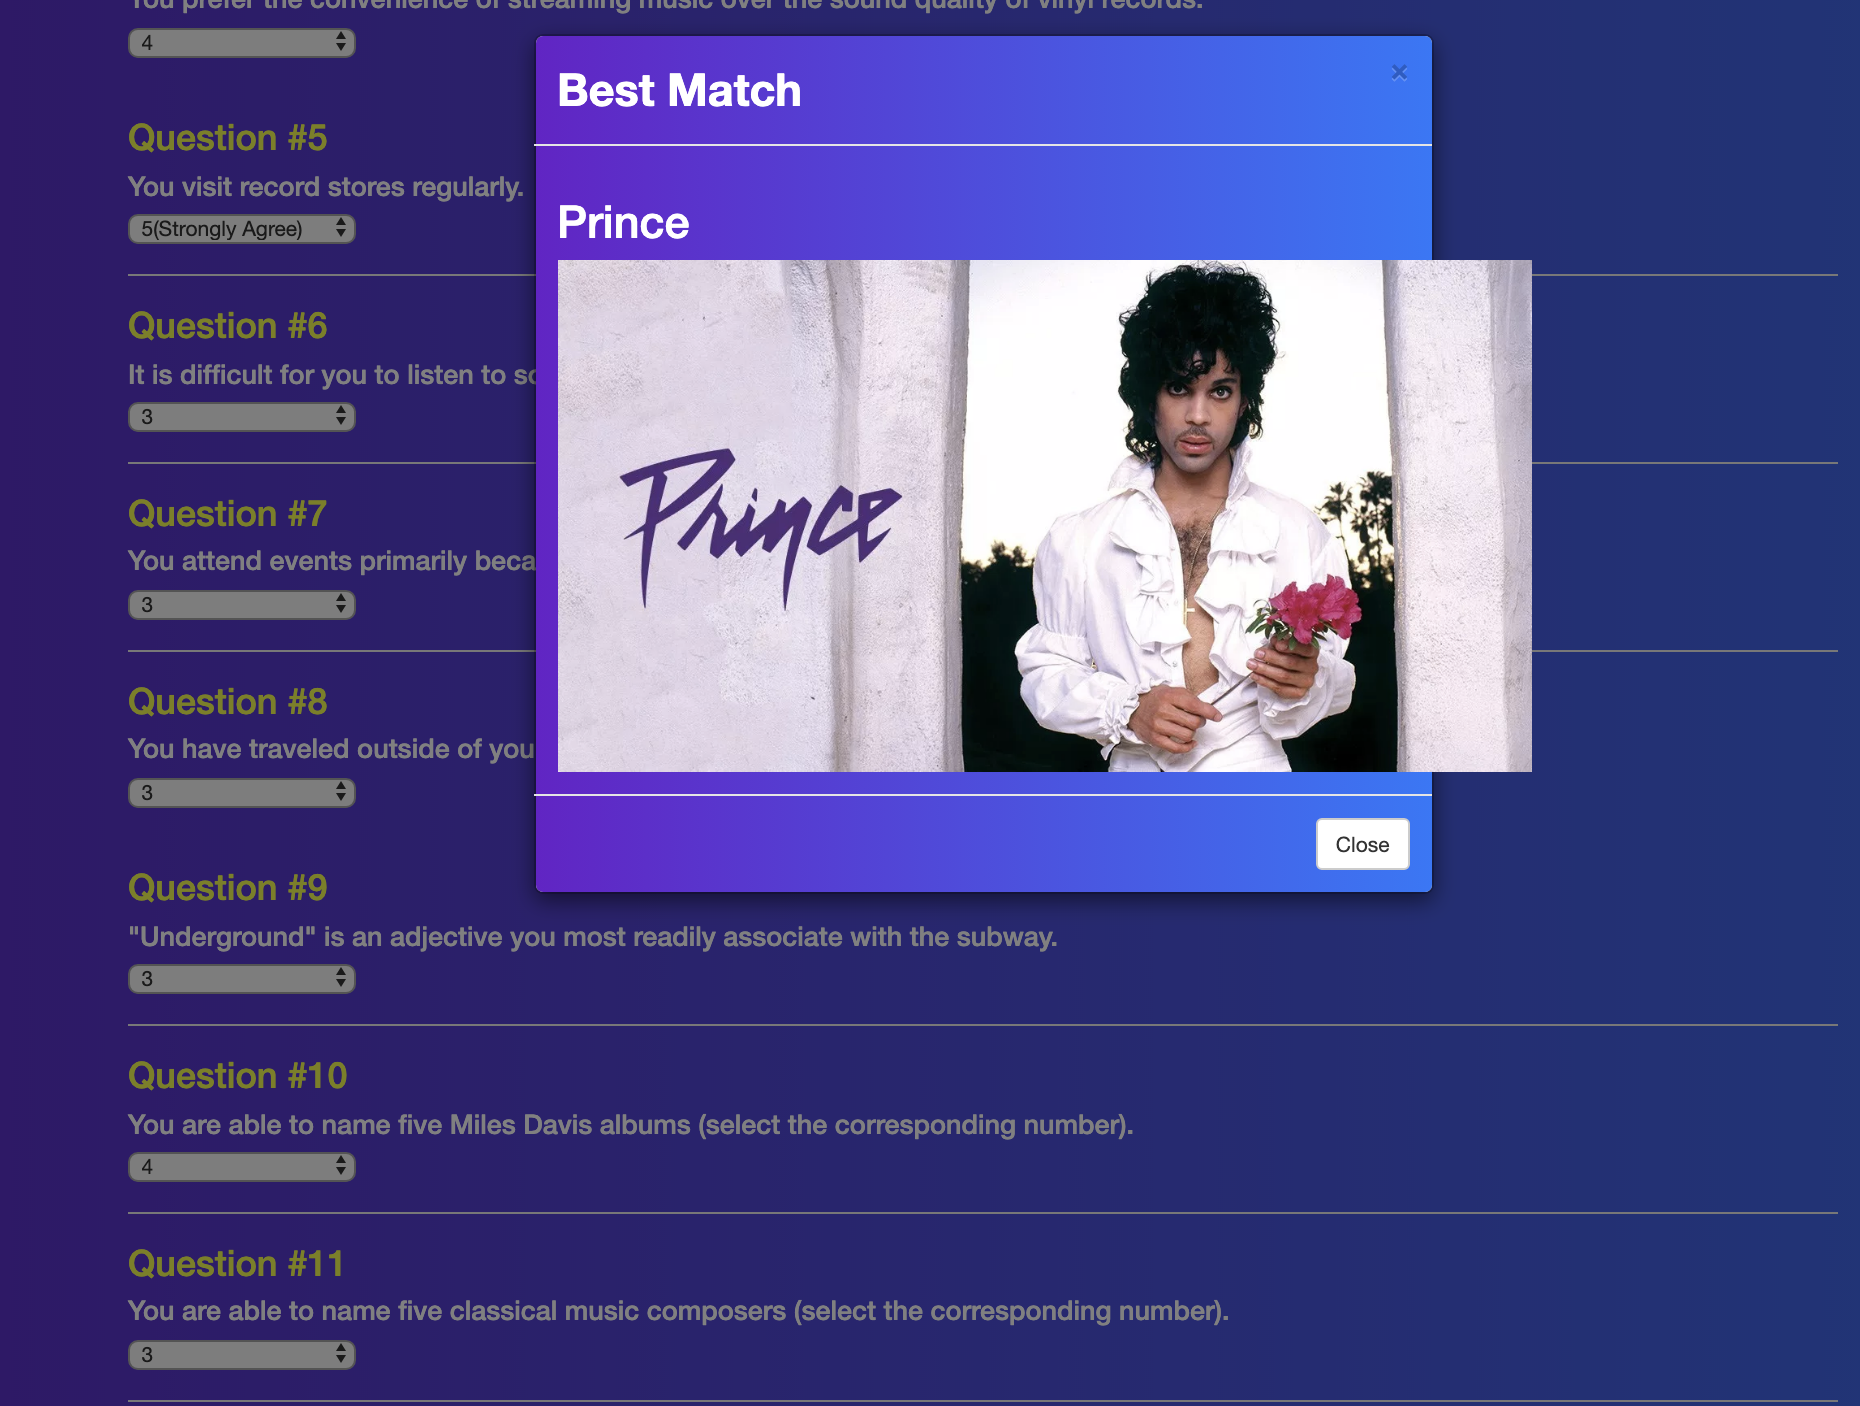 You prefer the convenience of streaming music over the sound quality of vinyl records.
4
Best Match
×
Question #5
You visit record stores regularly.
5(Strongly Agree)
Prince
Prince
Question #6
It is difficult for you to listen to
3
Question #7
You attend events primarily
3
Question #8
You have traveled outside of
3
Close
Question #9
"Underground" is an adjective you most readily associate with the subway.
3
Question #10
You are able to name five Miles Davis albums (select the corresponding number).
4
Question #11
You are able to name five classical music composers (select the corresponding number).
3